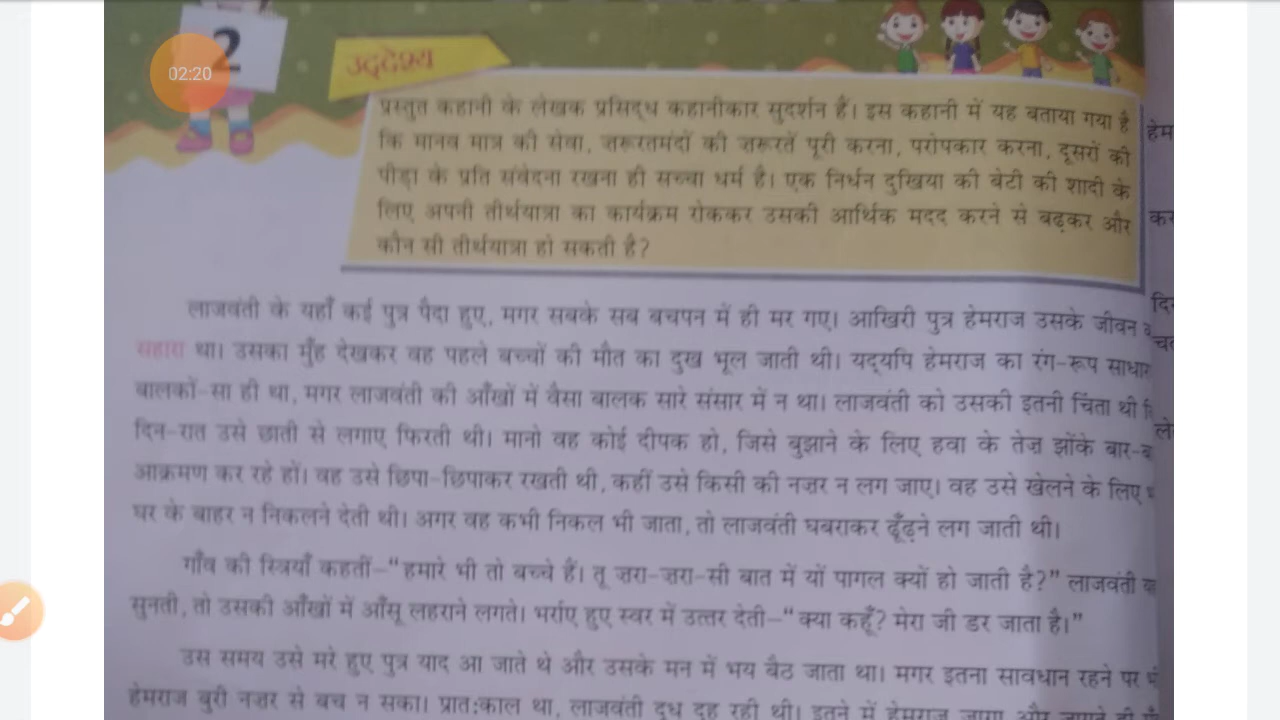 2
02:20
उद्देश्य
प्रस्तुत कहानी के लेखक प्रसिद्ध कहानीकार सुदर्शन हैं। इस कहानी में यह बताया गया है
कि मानव मात्र की सेवा, ज़रूरतमंदों की ज़रूरतें पूरी करना, परोपकार करना, दूसरों की
पीड़ा के प्रति संवेदना रखना ही सच्चा धर्म है। एक निर्धन दुखिया की बेटी की शादी के
लिए अपनी तीर्थयात्रा का कार्यक्रम रोककर उसकी आर्थिक मदद करने से बढ़कर और
कौन सी तीर्थयात्रा हो सकती है?
लाजवंती के यहाँ कई पुत्र पैदा हुए, मगर सबके सब बचपन में ही मर गए। आखिरी पुत्र हेमराज उसके जीवन
सहारा था। उसका मुँह देखकर वह पहले बच्चों की मौत का दुख भूल जाती थी। यद्यपि हेमराज का रंग-रूप साधार
बालकों-सा ही था, मगर लाजवंती की आँखों में वैसा बालक सारे संसार में न था। लाजवंती को उसकी इतनी चिंता थी
दिन-रात उसे छाती से लगाए फिरती थी। मानो वह कोई दीपक हो, जिसे बुझाने के लिए हवा के तेज़ झोंके बार-ब
आक्रमण कर रहे हों। वह उसे छिपा-छिपाकर रखती थी, कहीं उसे किसी की नज़र न लग जाए। वह उसे खेलने के लिए
घर के बाहर न निकलने देती थी। अगर वह कभी निकल भी जाता, तो लाजवंती घबराकर ढूँढ़ने लग जाती थी।
गाँव की स्त्रियाँ कहतीं–“हमारे भी तो बच्चे हैं। तू ज़रा-ज़रा-सी बात में यों पागल क्यों हो जाती है?” लाजवंती
सुनती, तो उसकी आँखों में आँसू लहराने लगते। भर्राए हुए स्वर में उत्तर देती–“क्या कहूँ? मेरा जी डर जाता है।”
उस समय उसे मरे हुए पुत्र याद आ जाते थे और उसके मन में भय बैठ जाता था। मगर इतना सावधान रहने पर
हेमराज बुरी नज़र से बच न सका। प्रात:काल था, लाजवंती दूध दुह रही थी। इतने में हेमराज जागा और
हेम